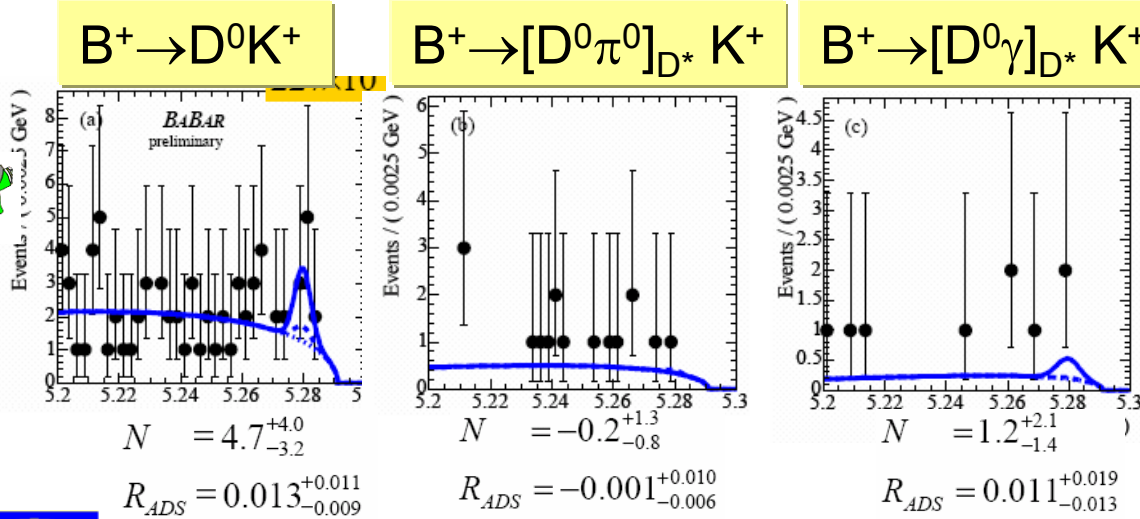 B⁺→D⁰K⁺
B⁺→[D⁰π⁰]D* K⁺
B⁺→[D⁰γ]D* K⁺
(a)
BABAR
preliminary
Events / ( 0.0025 GeV )
8
7
6
5
4
3
2
1
0
5.2 5.22 5.24 5.26 5.28 5
(b)
Events / ( 0.0025 GeV )
6
5
4
3
2
1
0
5.2 5.22 5.24 5.26 5.28 5.3
(c)
Events / ( 0.0025 GeV )
4.5
4
3.5
3
2.5
2
1.5
1
0.5
0
5.2 5.22 5.24 5.26 5.28 5.3
)
N = 4.7 +4.0 −3.2
R_ADS = 0.013 +0.011 −0.009
N = −0.2 +1.3 −0.8
R_ADS = −0.001 +0.010 −0.006
N = 1.2 +2.1 −1.4
R_ADS = 0.011 +0.019 −0.013